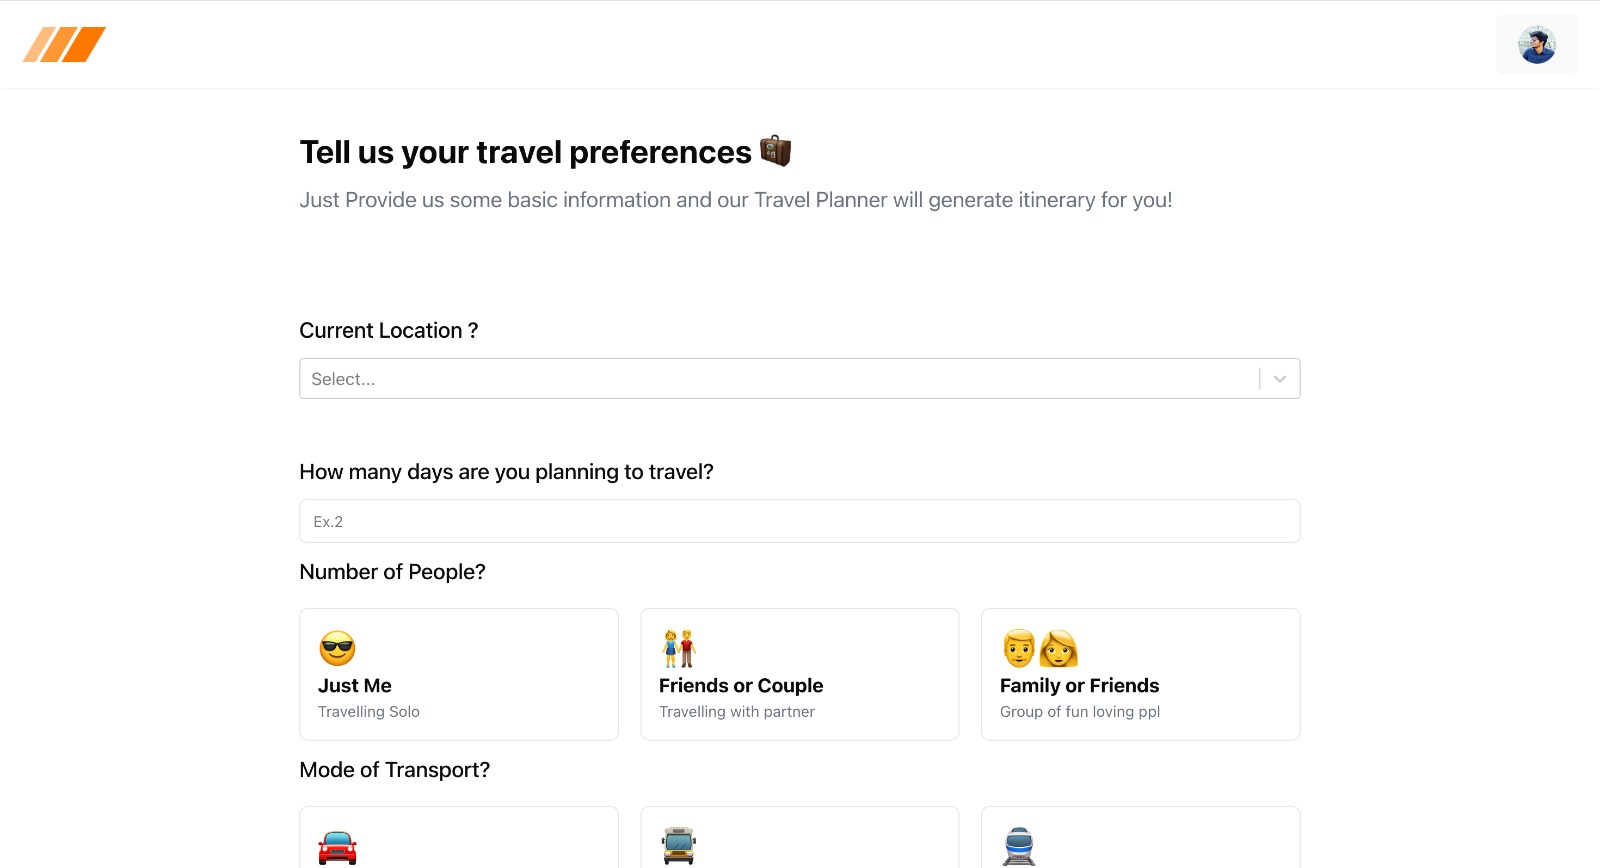 Tell us your travel preferences
Just Provide us some basic information and our Travel Planner will generate itinerary for you!
Current Location ?
Select...
How many days are you planning to travel?
Ex.2
Number of People?
Just Me
Travelling Solo
Friends or Couple
Travelling with partner
Family or Friends
Group of fun loving ppl
Mode of Transport?